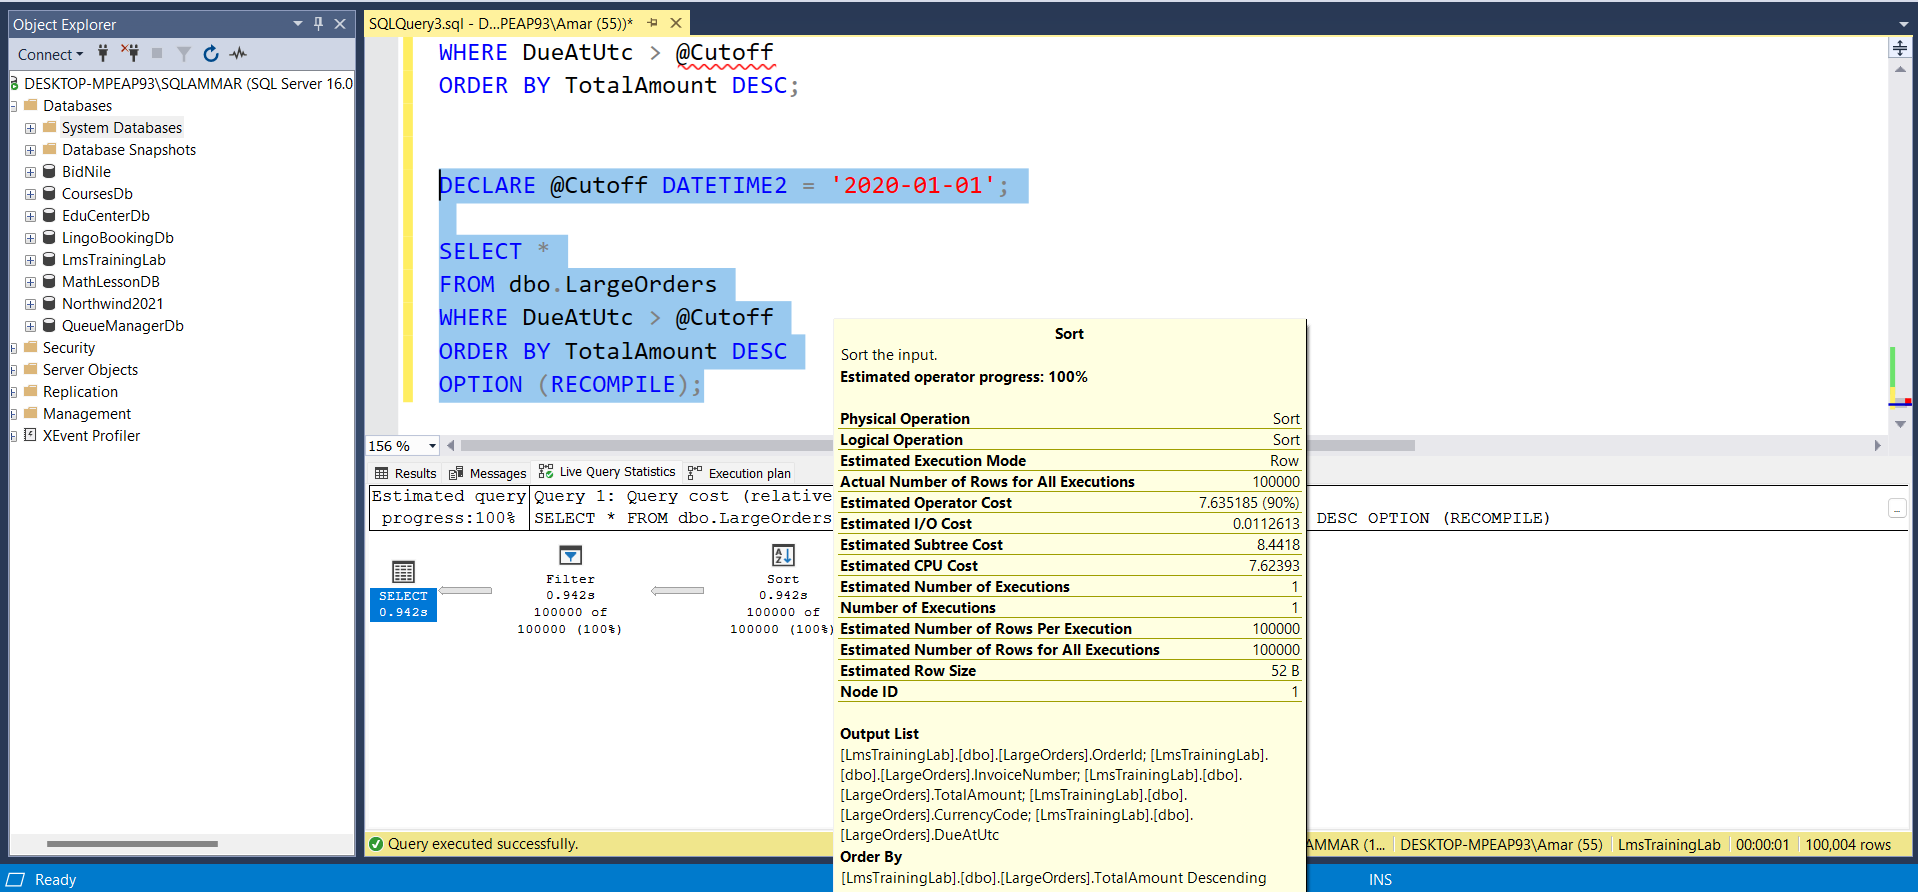 Object Explorer
Connect
DESKTOP-MPEAP93\SQLAMMAR (SQL Server 16.0
Databases
System Databases
Database Snapshots
BidNile
CoursesDb
EduCenterDb
LingoBookingDb
LmsTrainingLab
MathLessonDB
Northwind2021
QueueManagerDb
Security
Server Objects
Replication
Management
XEvent Profiler
SQLQuery3.sql - D...PEAP93\Amar (55))*
WHERE DueAtUtc > @Cutoff
ORDER BY TotalAmount DESC;
DECLARE @Cutoff DATETIME2 = '2020-01-01';
SELECT *
FROM dbo.LargeOrders
WHERE DueAtUtc > @Cutoff
ORDER BY TotalAmount DESC
OPTION (RECOMPILE);
156 %
Results Messages Live Query Statistics Execution plan
Estimated query progress:100%
Query 1: Query cost (relative
SELECT * FROM dbo.LargeOrders DESC OPTION (RECOMPILE)
SELECT
0.942s
Filter
0.942s
100000 of
100000 (100%)
Sort
0.942s
100000 of
100000 (100%)
Sort
Sort the input.
Estimated operator progress: 100%
Physical Operation Sort
Logical Operation Sort
Estimated Execution Mode Row
Actual Number of Rows for All Executions 100000
Estimated Operator Cost 7.635185 (90%)
Estimated I/O Cost 0.0112613
Estimated Subtree Cost 8.4418
Estimated CPU Cost 7.62393
Estimated Number of Executions 1
Number of Executions 1
Estimated Number of Rows Per Execution 100000
Estimated Number of Rows for All Executions 100000
Estimated Row Size 52 B
Node ID 1
Output List
[LmsTrainingLab].[dbo].[LargeOrders].OrderId; [LmsTrainingLab].
[dbo].[LargeOrders].InvoiceNumber; [LmsTrainingLab].[dbo].
[LargeOrders].TotalAmount; [LmsTrainingLab].[dbo].
[LargeOrders].CurrencyCode; [LmsTrainingLab].[dbo].
[LargeOrders].DueAtUtc
Order By
[LmsTrainingLab].[dbo].[LargeOrders].TotalAmount Descending
Query executed successfully.
AMMAR (1... DESKTOP-MPEAP93\Amar (55) LmsTrainingLab 00:00:01 100,004 rows
Ready
INS